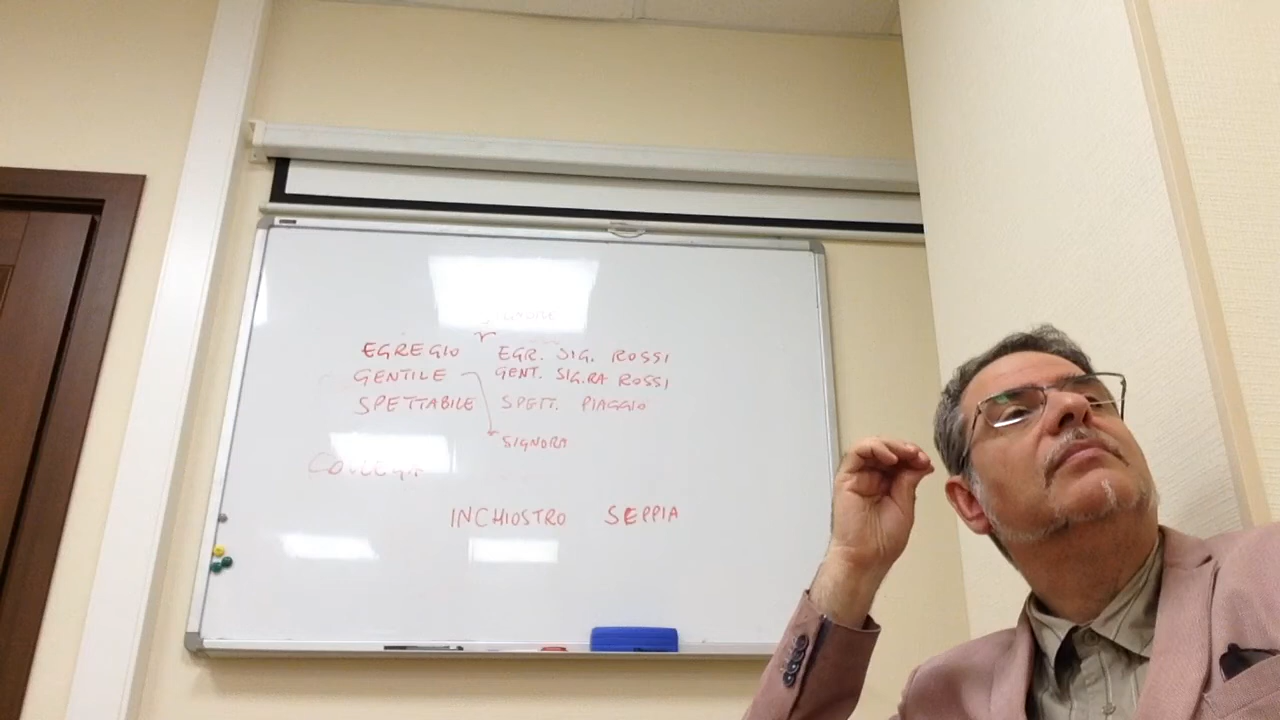 EGREGIO EGR. SIG. ROSSI
GENTILE GENT. SIG.RA ROSSI
SPETTABILE SPETT. PIAGGIO
SIGNORA
INCHIOSTRO SEPPIA